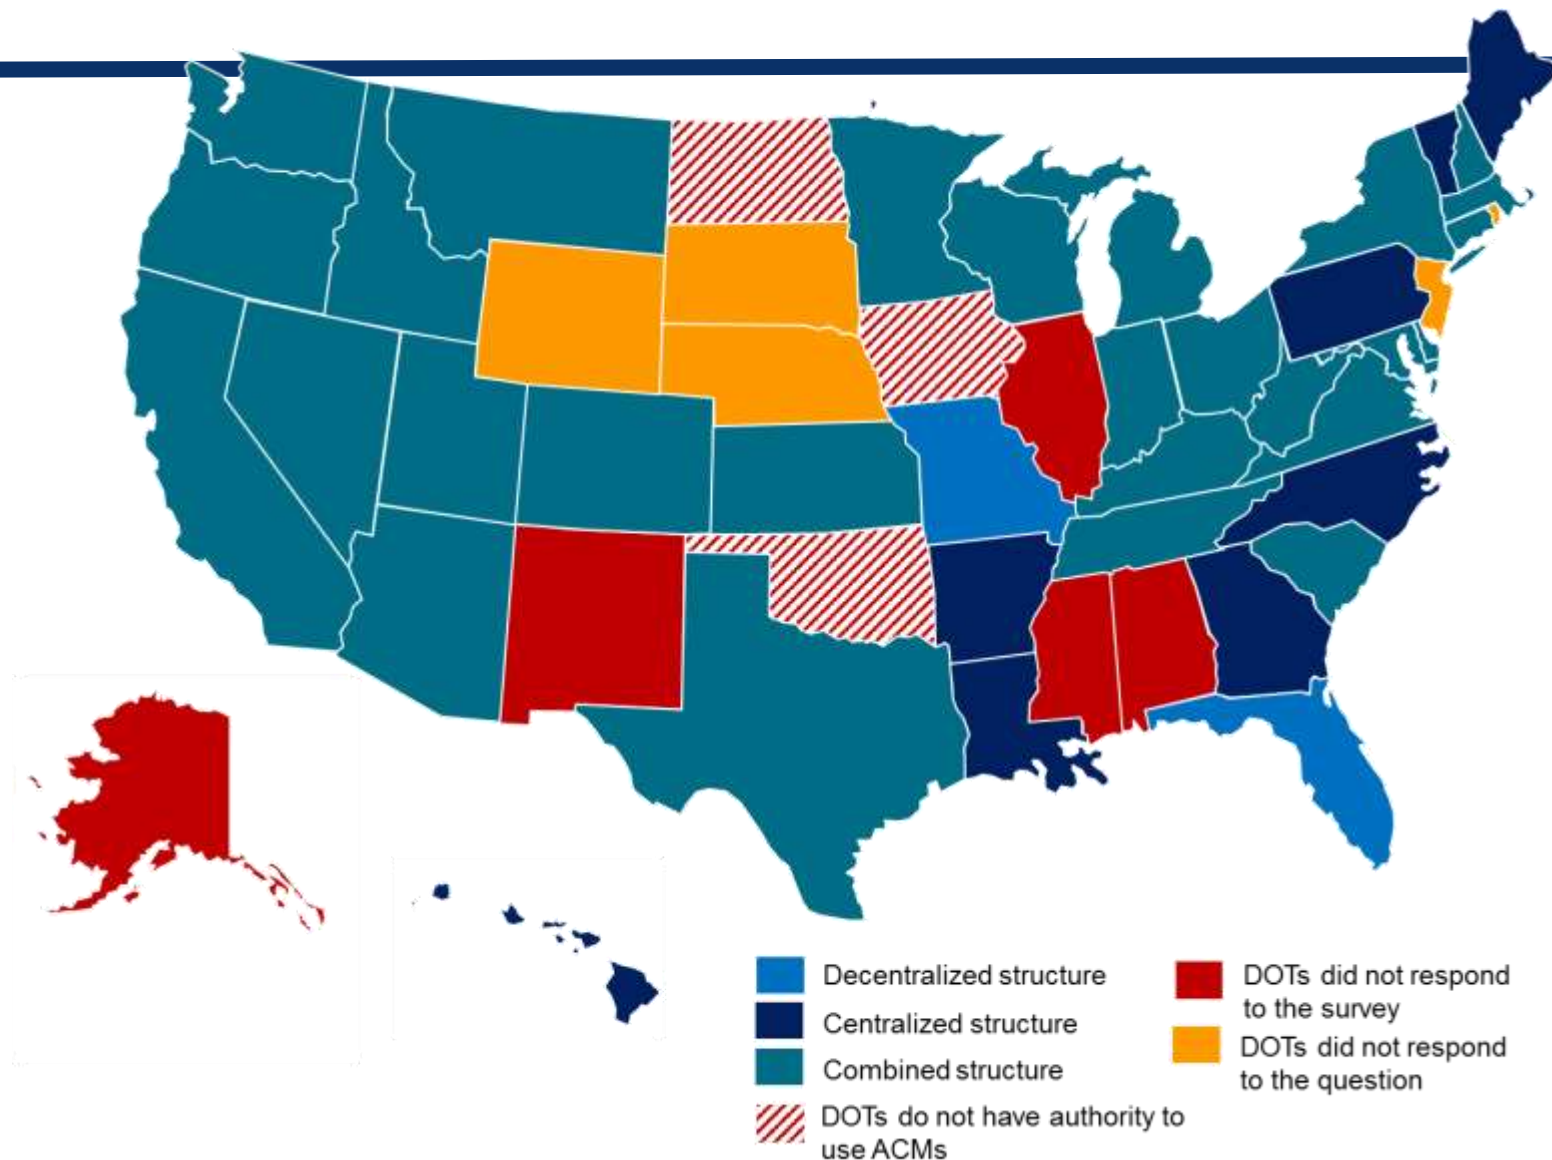 Decentralized structure
Centralized structure
Combined structure
DOTs do not have authority to
use ACMs
DOTs did not respond
to the survey
DOTs did not respond
to the question